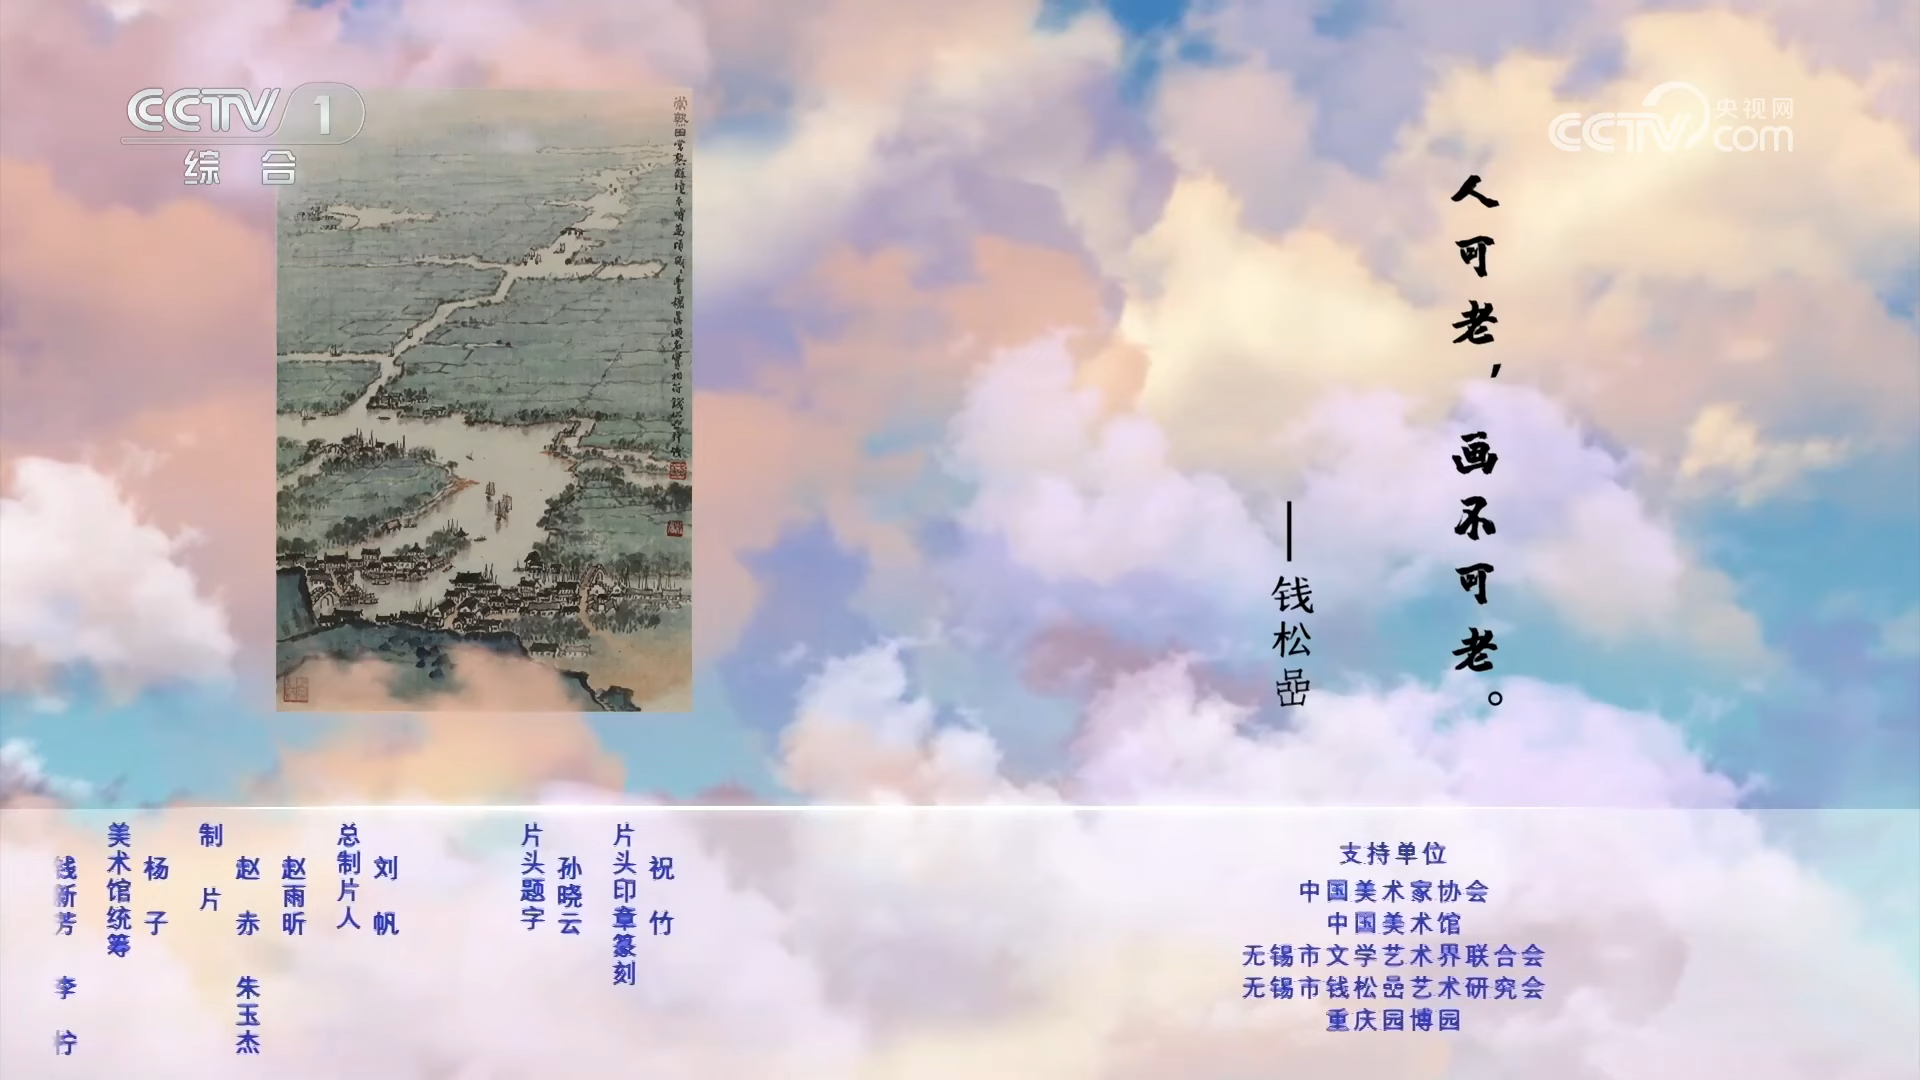 CCTV 1
综合
央视网
CCTV.com
常熟田
人可老，画不可老。
——钱松喦
片头印章篆刻
祝竹
片头题字
孙晓云
总制片人
刘帆
制片
赵雨昕
赵赤 朱玉杰
美术馆统筹
杨子
钱新芳 李柠
支持单位
中国美术家协会
中国美术馆
无锡市文学艺术界联合会
无锡市钱松喦艺术研究会
重庆园博园